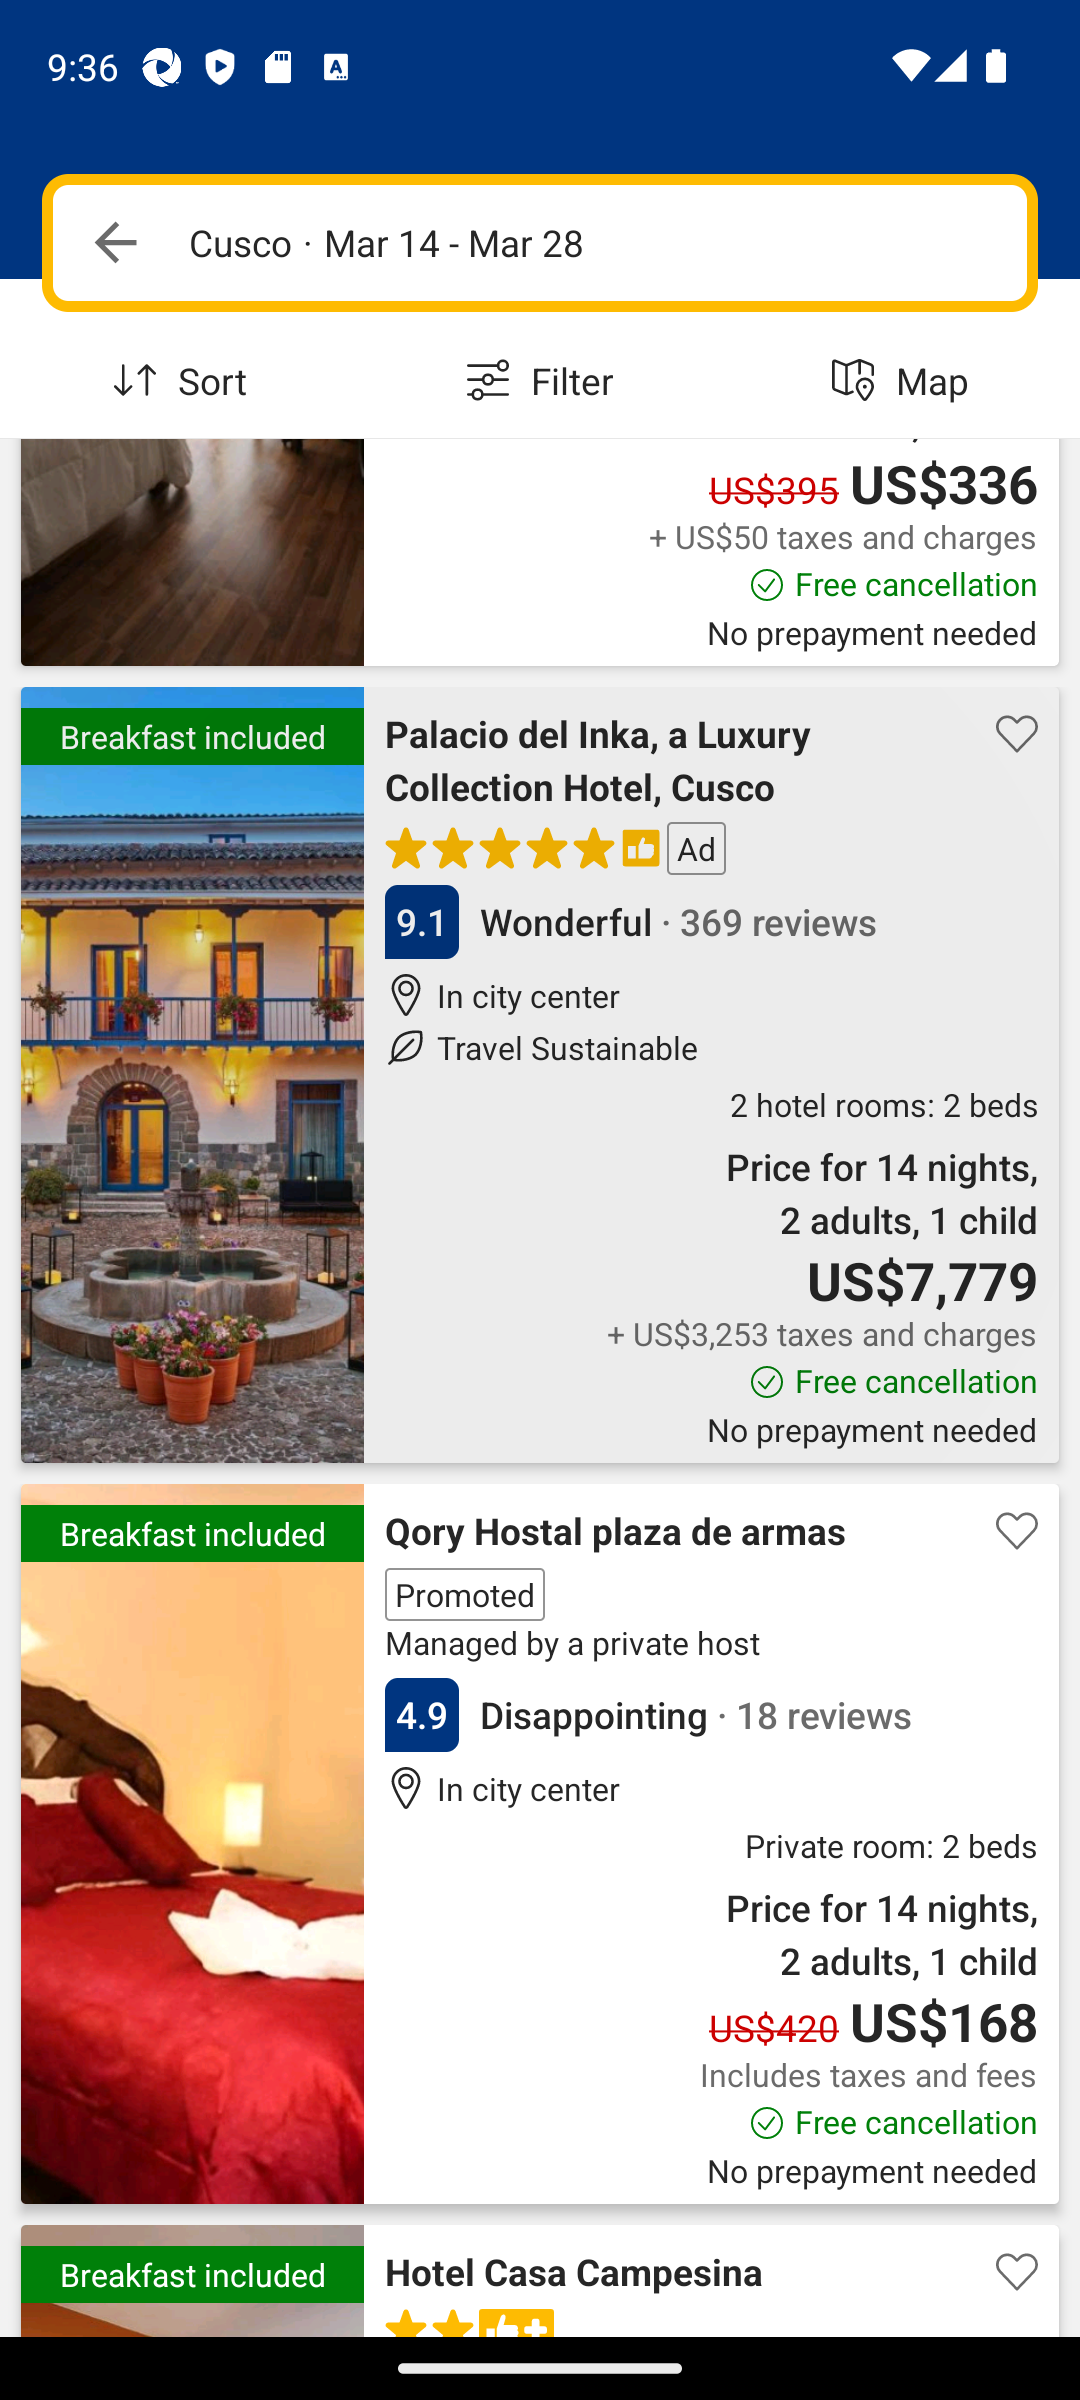 9:36
Cusco · Mar 14 - Mar 28
Sort
Filter
Map
US$395 US$336
+ US$50 taxes and charges
Free cancellation
No prepayment needed
Breakfast included
Palacio del Inka, a Luxury
Collection Hotel, Cusco
Ad
9.1 Wonderful · 369 reviews
In city center
Travel Sustainable
2 hotel rooms: 2 beds
Price for 14 nights,
2 adults, 1 child
US$7,779
+ US$3,253 taxes and charges
Free cancellation
No prepayment needed
Breakfast included
Qory Hostal plaza de armas
Promoted
Managed by a private host
4.9 Disappointing · 18 reviews
In city center
Private room: 2 beds
Price for 14 nights,
2 adults, 1 child
US$420 US$168
Includes taxes and fees
Free cancellation
No prepayment needed
Breakfast included
Hotel Casa Campesina